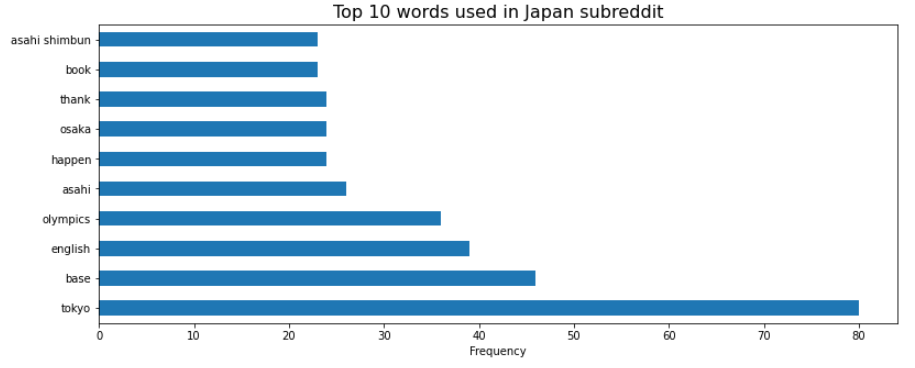 Top 10 words used in Japan subreddit
asahi shimbun
book
thank
osaka
happen
asahi
olympics
english
base
tokyo
0 10 20 30 40 50 60 70 80
Frequency